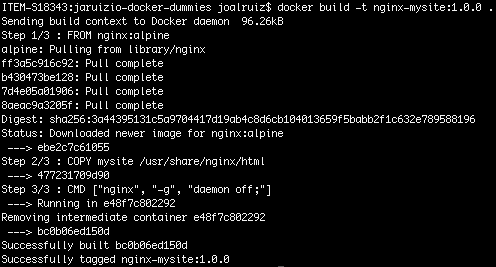 ITEM-S18343:jaruizio-docker-dummies joalruiz$ docker build -t nginx-mysite:1.0.0 .
Sending build context to Docker daemon  96.26kB
Step 1/3 : FROM nginx:alpine
alpine: Pulling from library/nginx
ff3a5c916c92: Pull complete
b430473be128: Pull complete
7d4e05a01906: Pull complete
8aeac9a3205f: Pull complete
Digest: sha256:3a44395131c5a9704417d19ab4c8d6cb104013659f5babb2f1c632e789588196
Status: Downloaded newer image for nginx:alpine
 ---> ebe2c7c61055
Step 2/3 : COPY mysite /usr/share/nginx/html
 ---> 477231709d90
Step 3/3 : CMD ["nginx", "-g", "daemon off;"]
 ---> Running in e48f7c802292
Removing intermediate container e48f7c802292
 ---> bc0b06ed150d
Successfully built bc0b06ed150d
Successfully tagged nginx-mysite:1.0.0